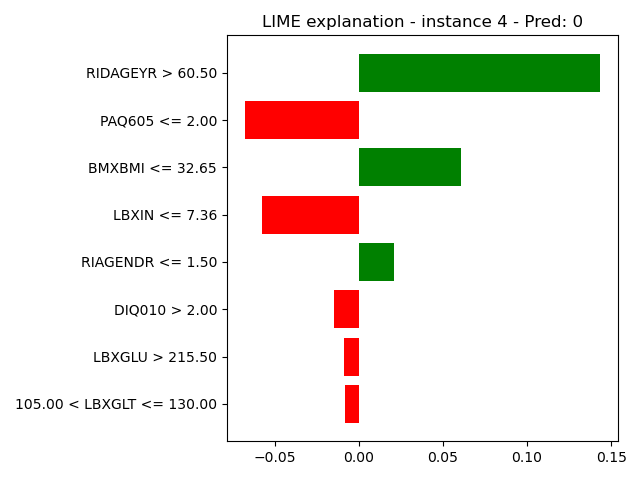 LIME explanation - instance 4 - Pred: 0
RIDAGEYR > 60.50
PAQ605 <= 2.00
BMXBMI <= 32.65
LBXIN <= 7.36
RIAGENDR <= 1.50
DIQ010 > 2.00
LBXGLU > 215.50
105.00 < LBXGLT <= 130.00
−0.05 0.00 0.05 0.10 0.15